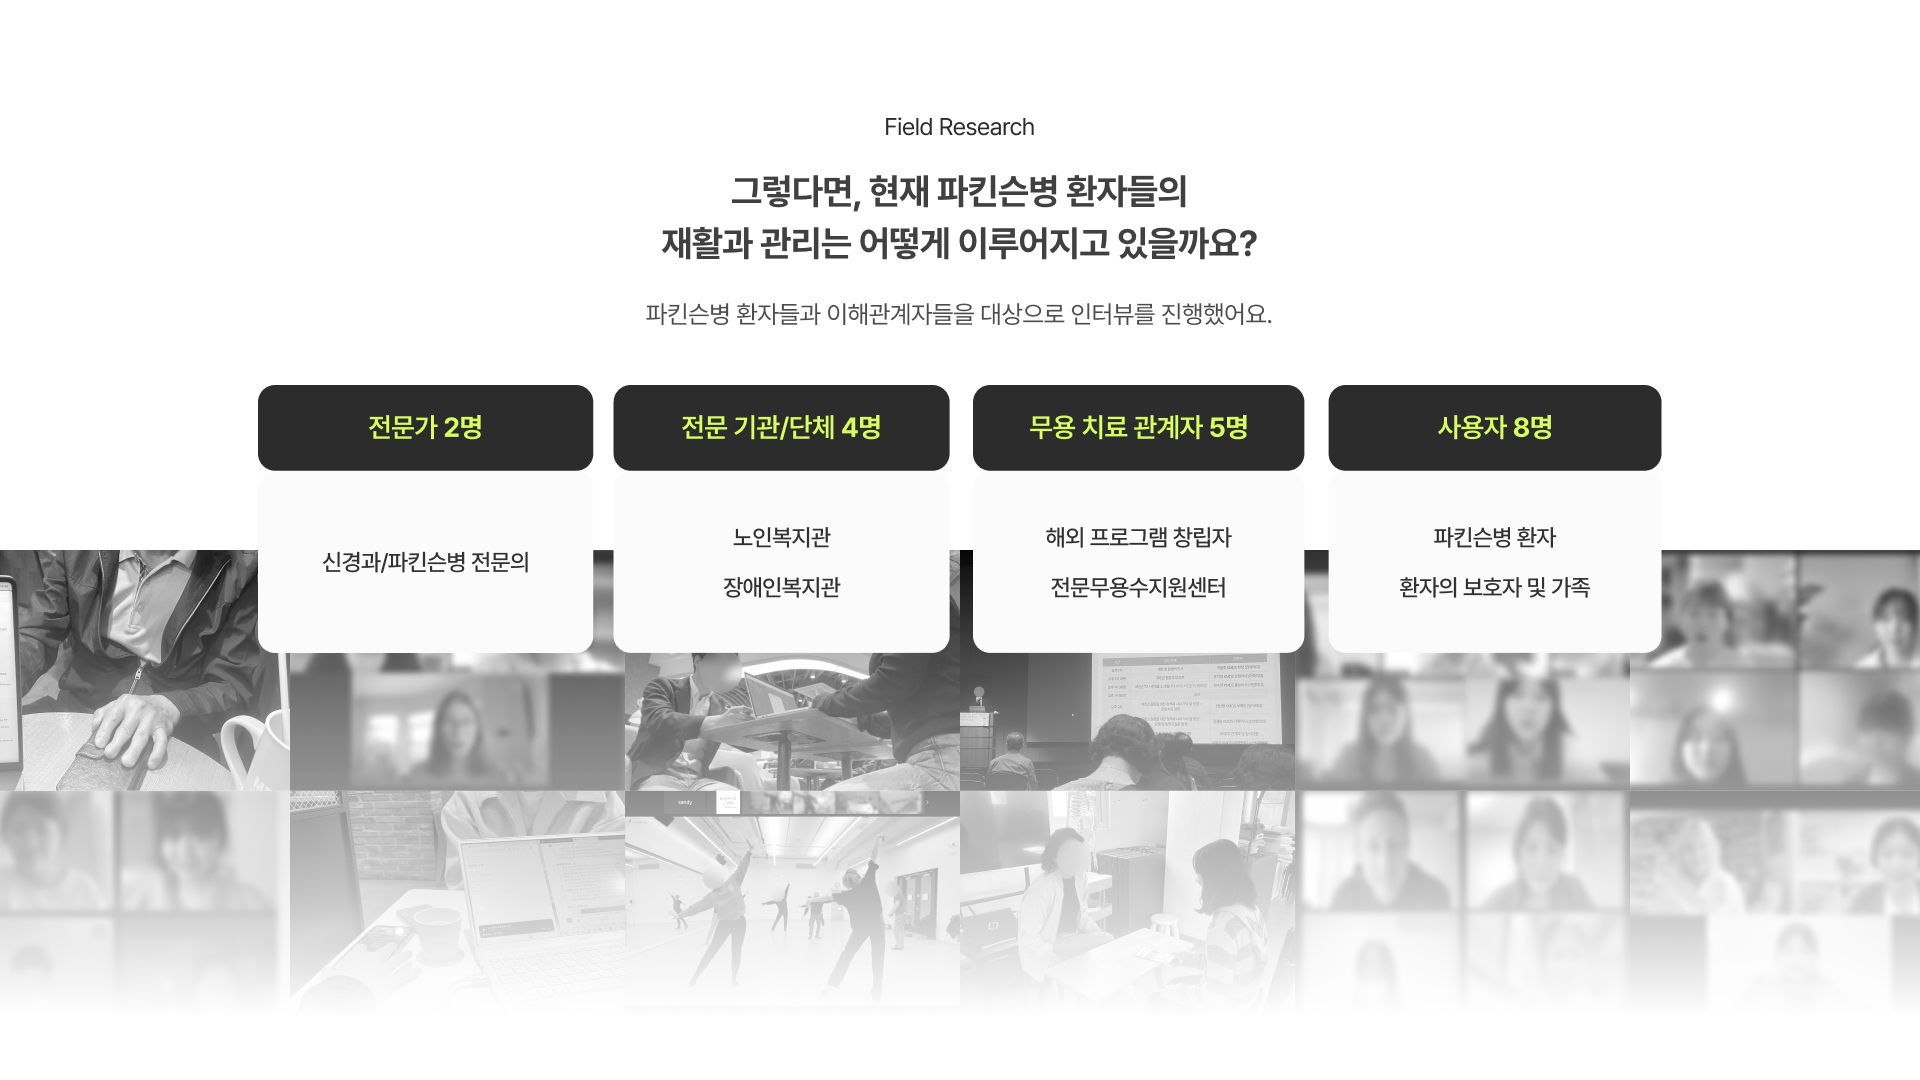 Field Research
그렇다면, 현재 파킨슨병 환자들의
재활과 관리는 어떻게 이루어지고 있을까요?
파킨슨병 환자들과 이해관계자들을 대상으로 인터뷰를 진행했어요.
전문가 2명
신경과/파킨슨병 전문의
전문 기관/단체 4명
노인복지관
장애인복지관
무용 치료 관계자 5명
해외 프로그램 창립자
전문무용수지원센터
사용자 8명
파킨슨병 환자
환자의 보호자 및 가족